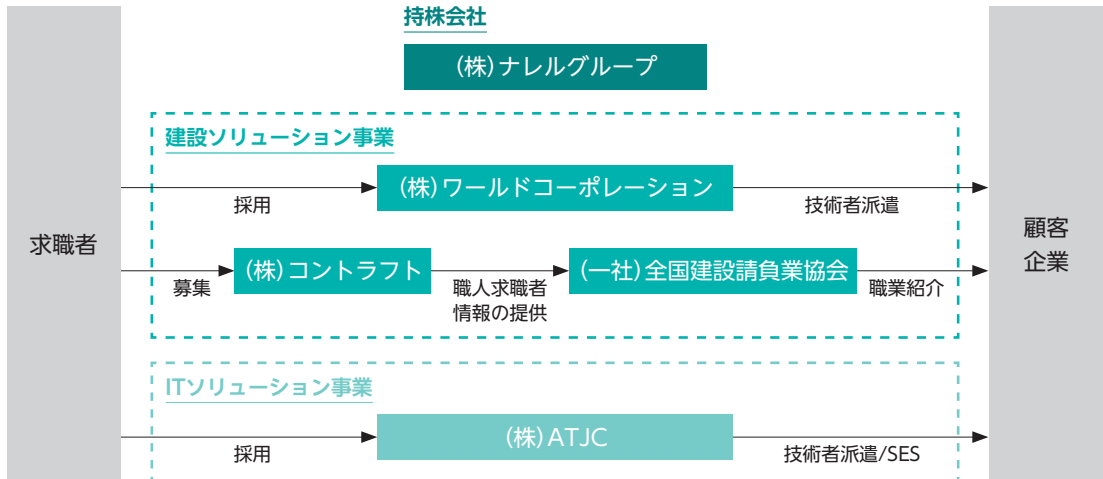 持株会社
(株)ナレルグループ
建設ソリューション事業
(株)ワールドコーポレーション
採用
技術者派遣
求職者
顧客
企業
(株)コントラフト
(一社)全国建設請負業協会
募集
職人求職者
情報の提供
職業紹介
ITソリューション事業
(株)ATJC
採用
技術者派遣/SES